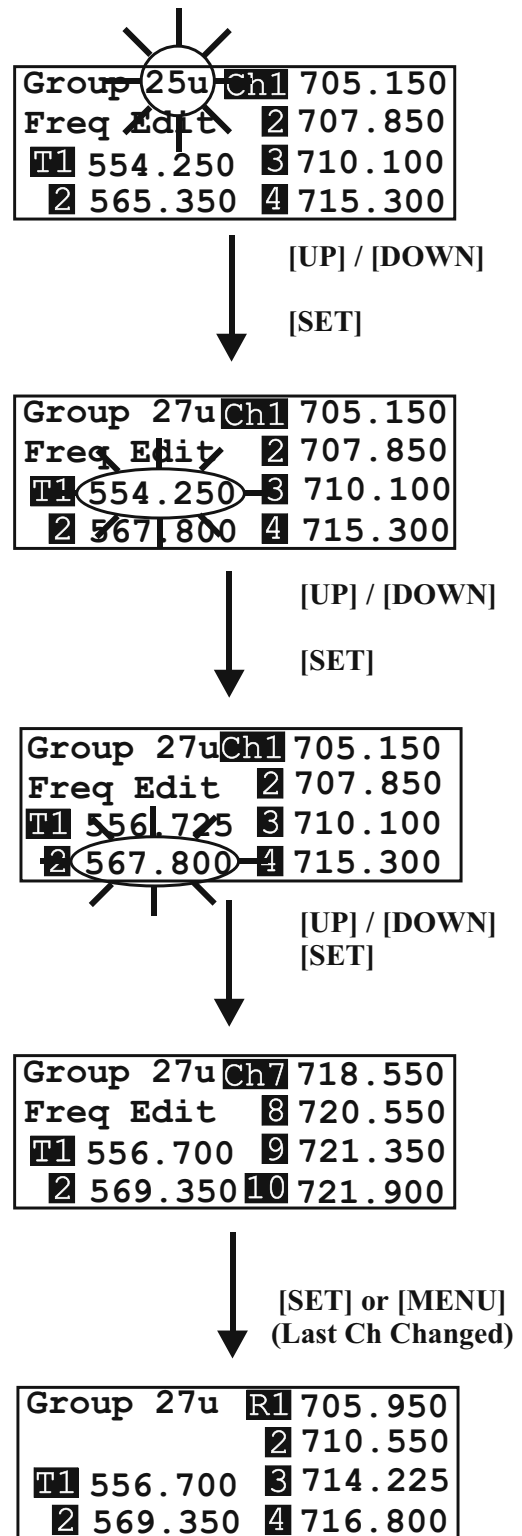 Group 25u Ch1 705.150
Freq Edit 2 707.850
T1 554.250 3 710.100
2 565.350 4 715.300
[UP] / [DOWN]
[SET]
Group 27u Ch1 705.150
Freq Edit 2 707.850
T1 554.250 3 710.100
2 567.800 4 715.300
[UP] / [DOWN]
[SET]
Group 27u Ch1 705.150
Freq Edit 2 707.850
T1 556.725 3 710.100
2 567.800 4 715.300
[UP] / [DOWN]
[SET]
Group 27u Ch7 718.550
Freq Edit 8 720.550
T1 556.700 9 721.350
2 569.350 10 721.900
[SET] or [MENU]
(Last Ch Changed)
Group 27u R1 705.950
2 710.550
T1 556.700 3 714.225
2 569.350 4 716.800